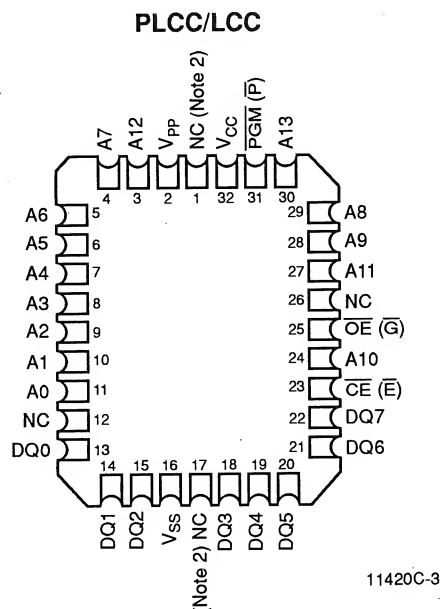 PLCC/LCC
A7
A12
VPP
NC (Note 2)
VCC
PGM (P)
A13
4
3
2
1
32
31
30
A6 5
A5 6
A4 7
A3 8
A2 9
A1 10
A0 11
NC 12
DQ0 13
29 A8
28 A9
27 A11
26 NC
25 OE (G)
24 A10
23 CE (E)
22 DQ7
21 DQ6
14
15
16
17
18
19
20
DQ1
DQ2
VSS
(Note 2) NC
DQ3
DQ4
DQ5
11420C-3